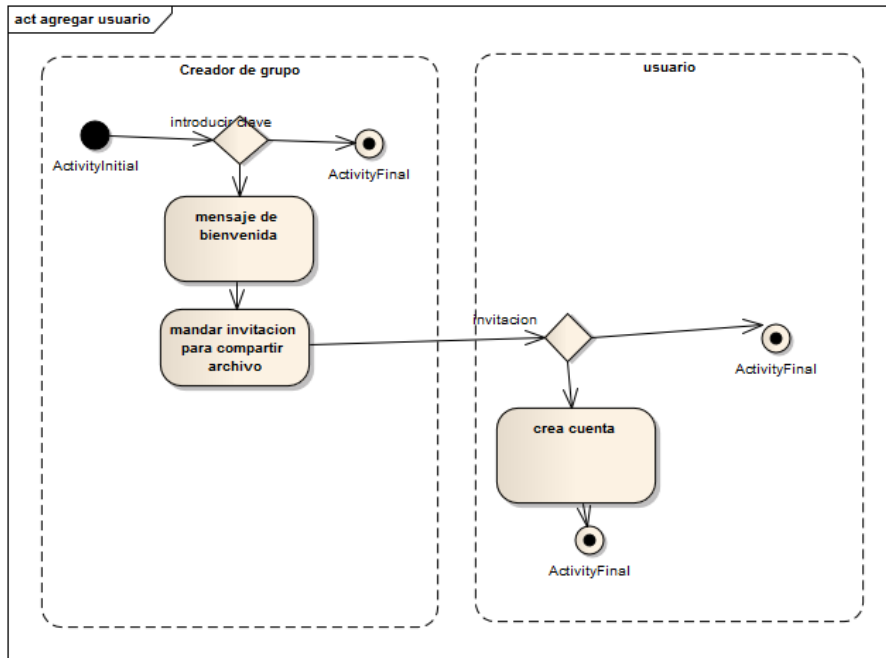 act agregar usuario
Creador de grupo
usuario
introducir clave
ActivityInitial
ActivityFinal
mensaje de
bienvenida
mandar invitacion
para compartir
archivo
invitacion
ActivityFinal
crea cuenta
ActivityFinal